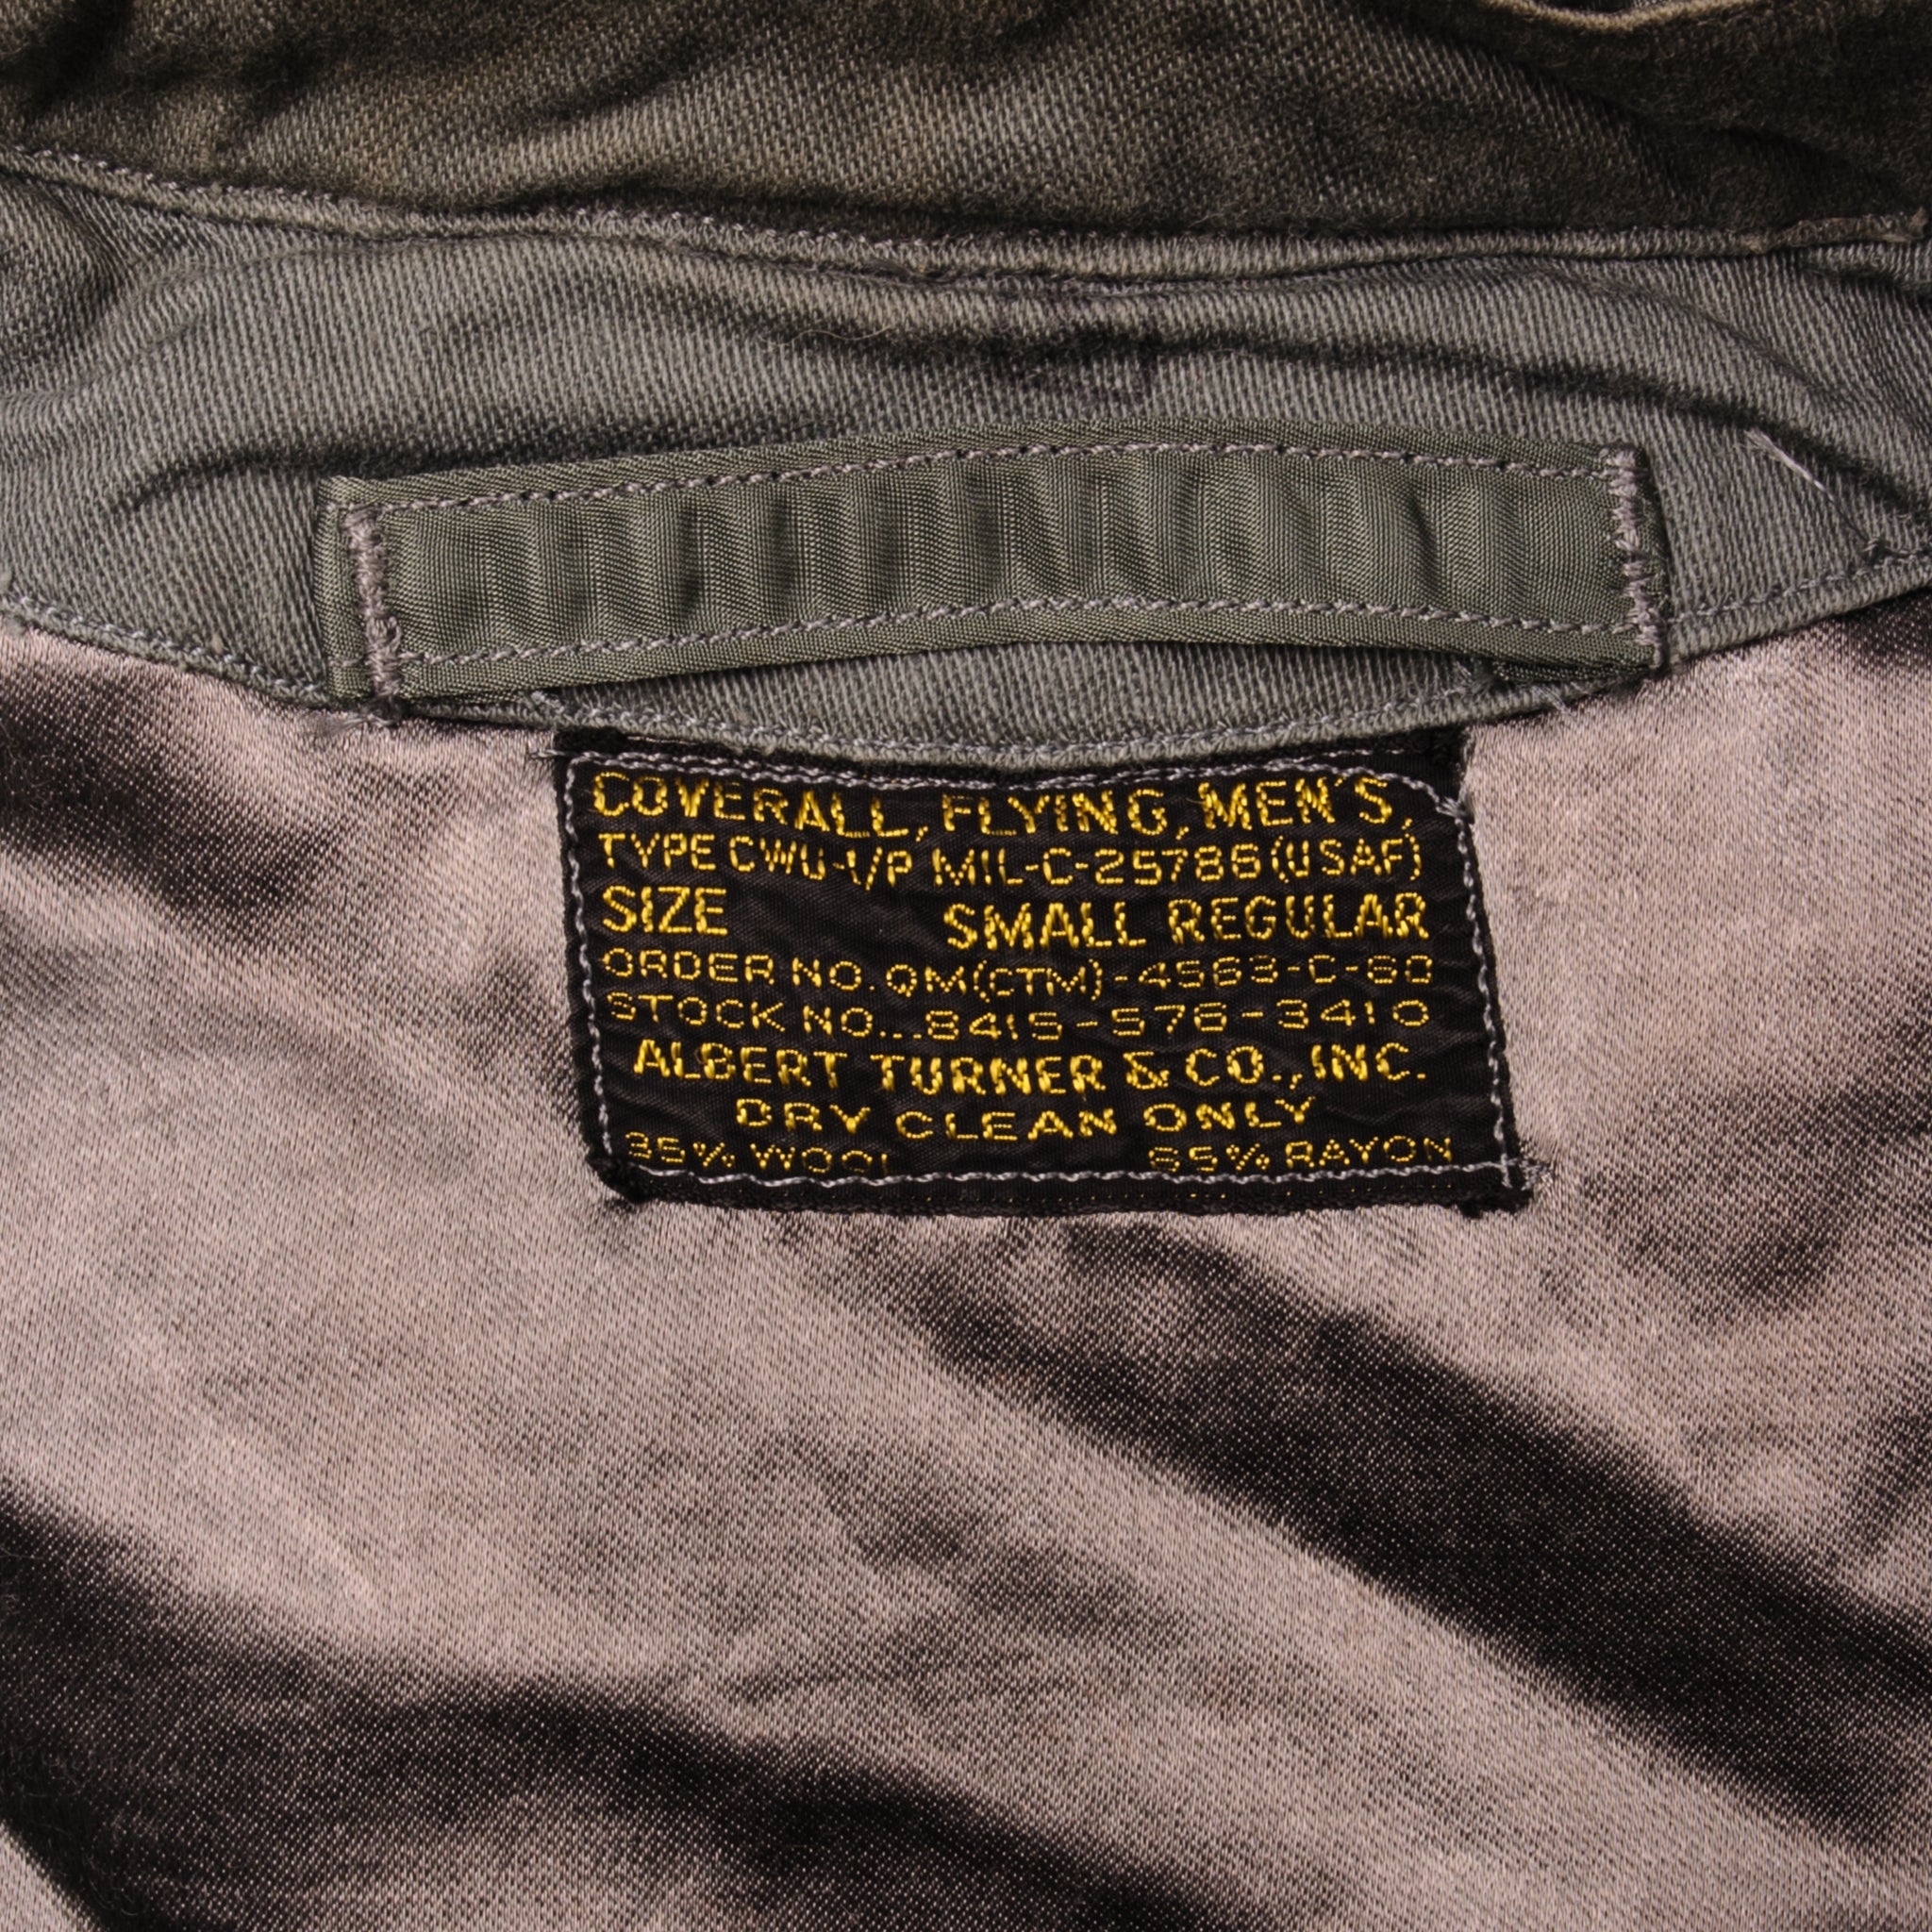 COVERALL, FLYING, MEN'S,
TYPE CWU-1/P MIL-C-25786 (USAF)
SIZE SMALL REGULAR
ORDER NO. QM(CTM)-4563-C-60
STOCK NO...8415-576-3410
ALBERT TURNER & CO., INC.
DRY CLEAN ONLY
35% WOOL 65% RAYON